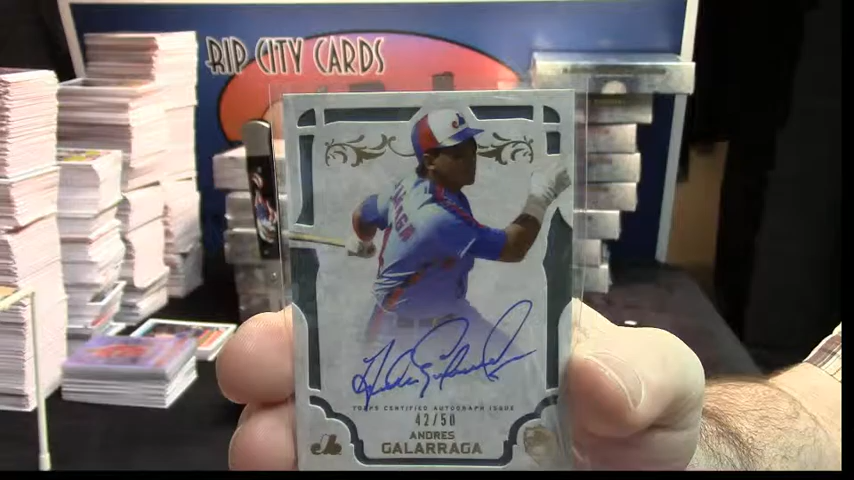 RIP CITY CARDS
TOPPS CERTIFIED AUTOGRAPH ISSUE
42/50
ANDRES
GALARRAGA